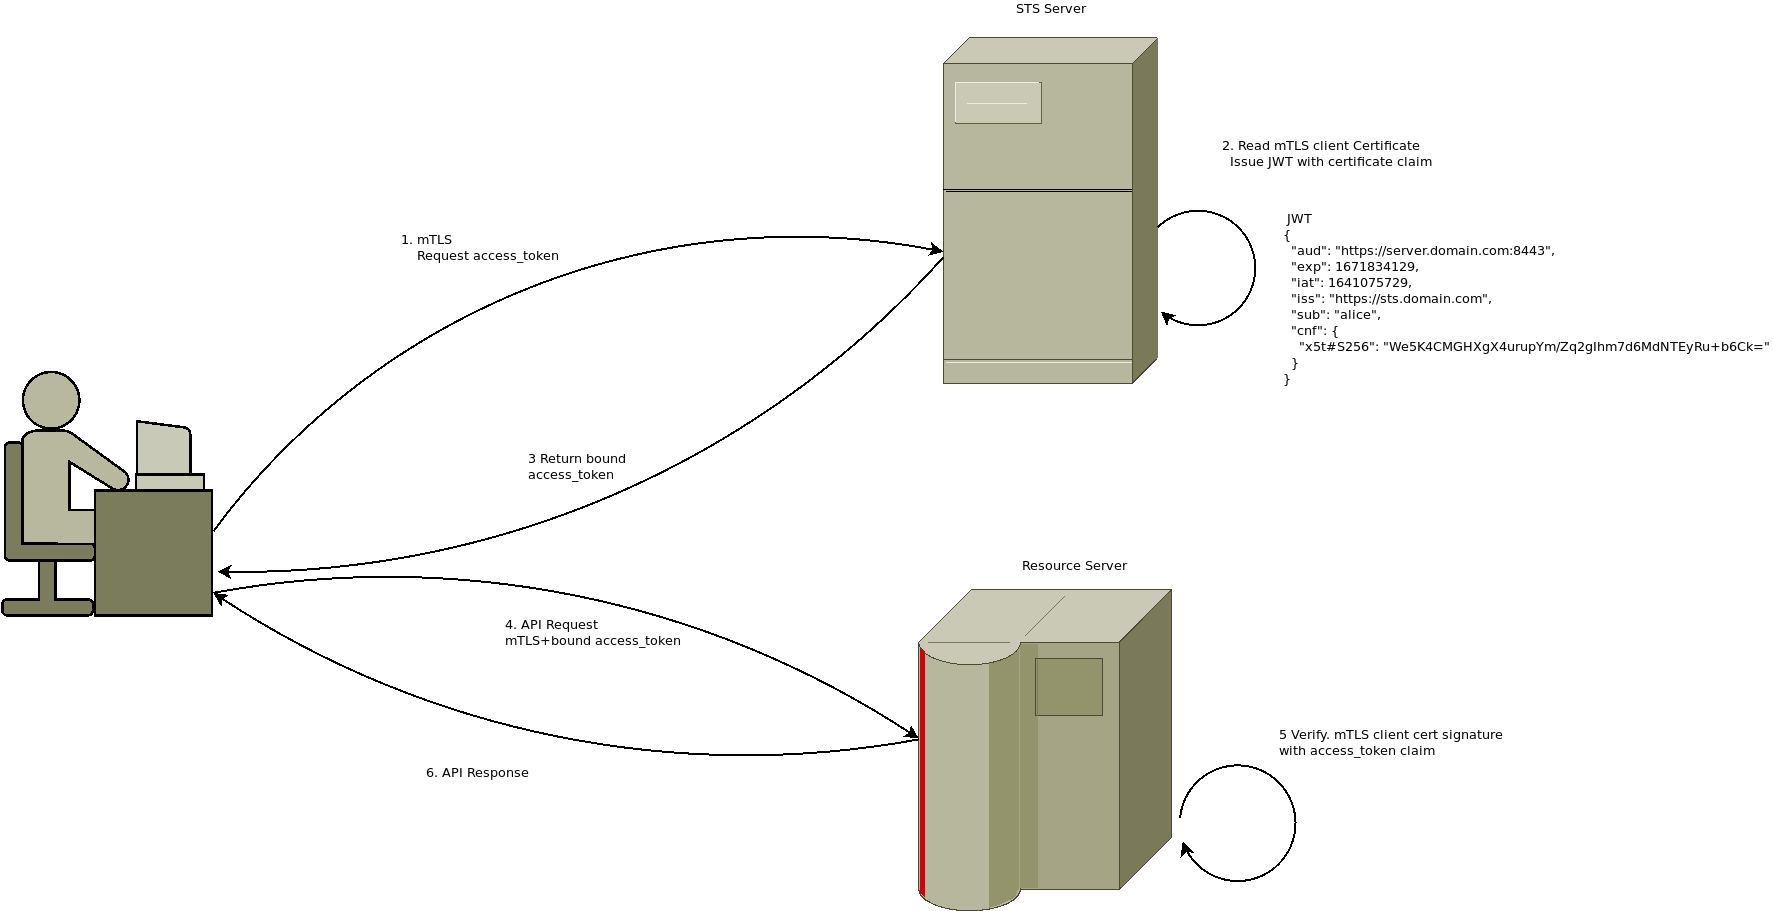 STS Server
2. Read mTLS client Certificate
Issue JWT with certificate claim
JWT
{
"aud": "https://server.domain.com:8443",
"exp": 1671834129,
"iat": 1641075729,
"iss": "https://sts.domain.com",
"sub": "alice",
"cnf": {
"x5t#S256": "We5K4CMGHXgX4urupYm/Zq2glhm7d6MdNTEyRu+b6Ck="
}
}
1. mTLS
Request access_token
3 Return bound
access_token
Resource Server
4. API Request
mTLS+bound access_token
5 Verify. mTLS client cert signature
with access_token claim
6. API Response